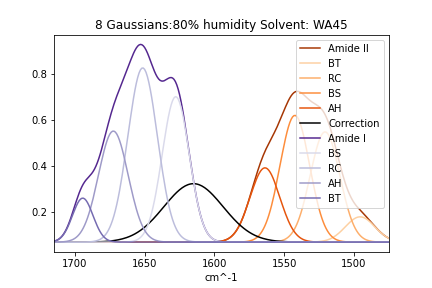 8 Gaussians:80% humidity Solvent: WA45
Amide II
BT
RC
BS
AH
Correction
Amide I
BS
RC
AH
BT
0.8
0.6
0.4
0.2
1700 1650 1600 1550 1500
cm^-1